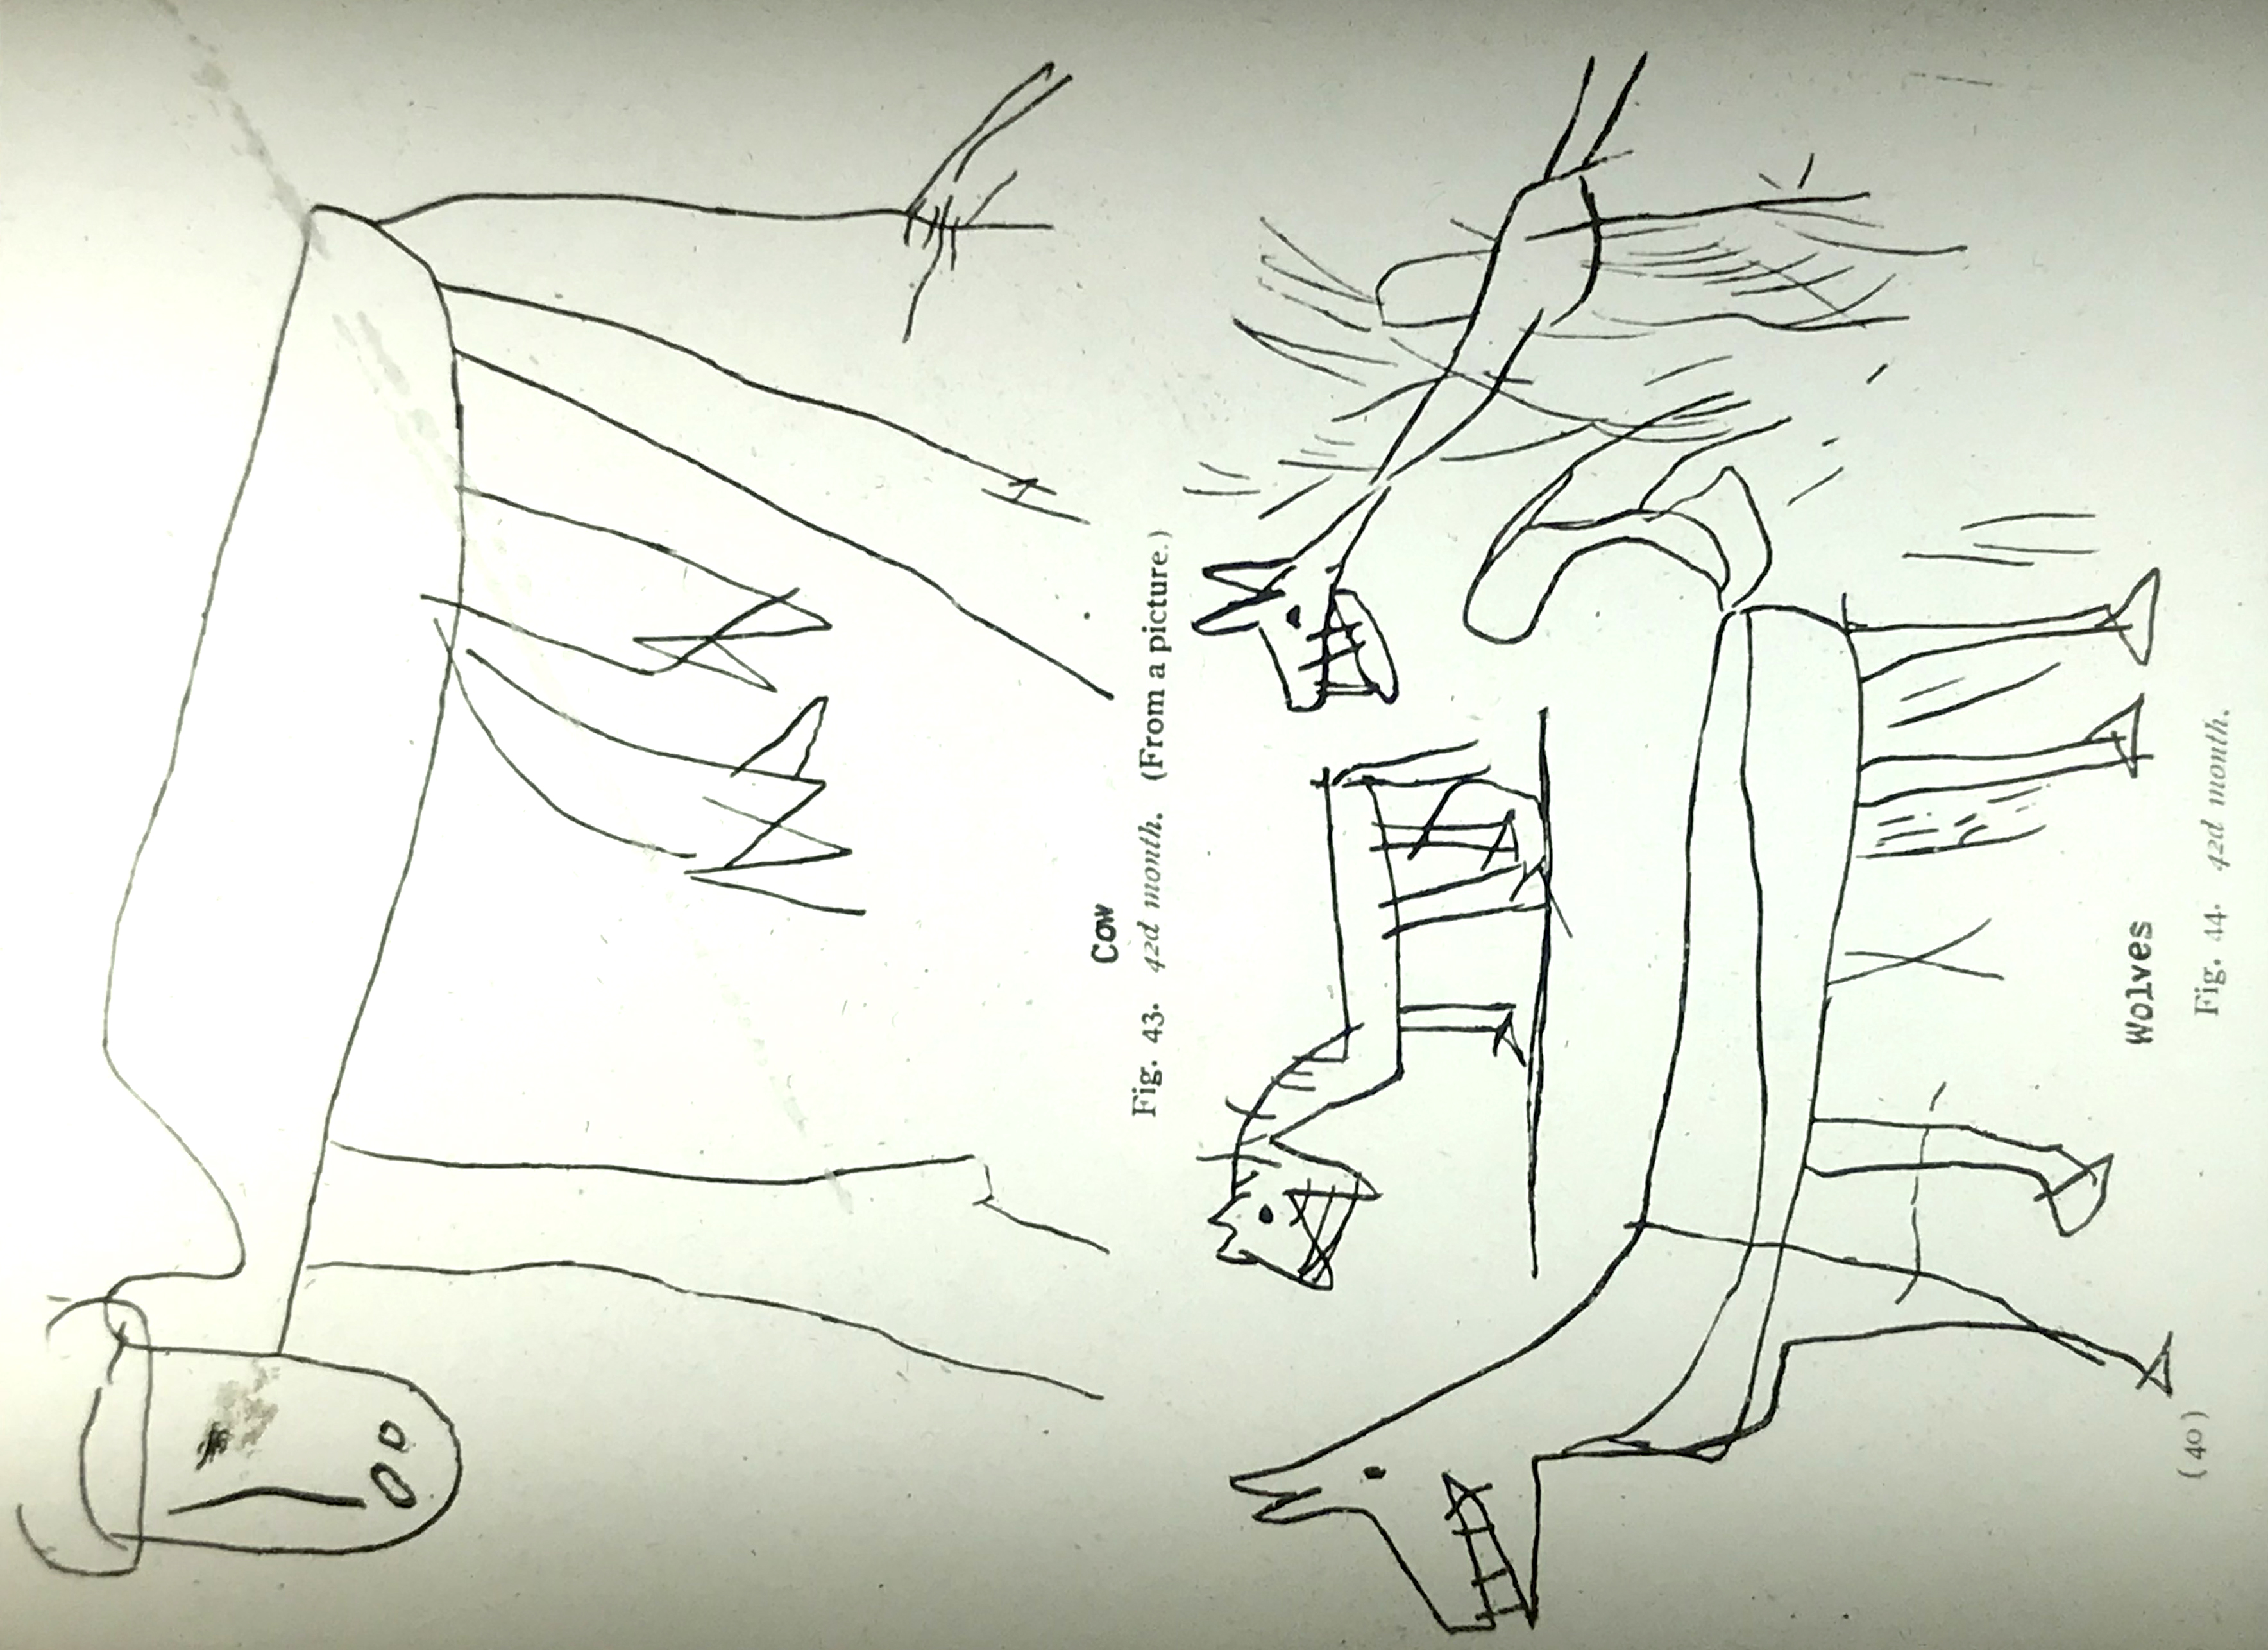 Cow
Fig. 43. 42d month. (From a picture.)
Wolves
Fig. 44. 42d month.
(40)